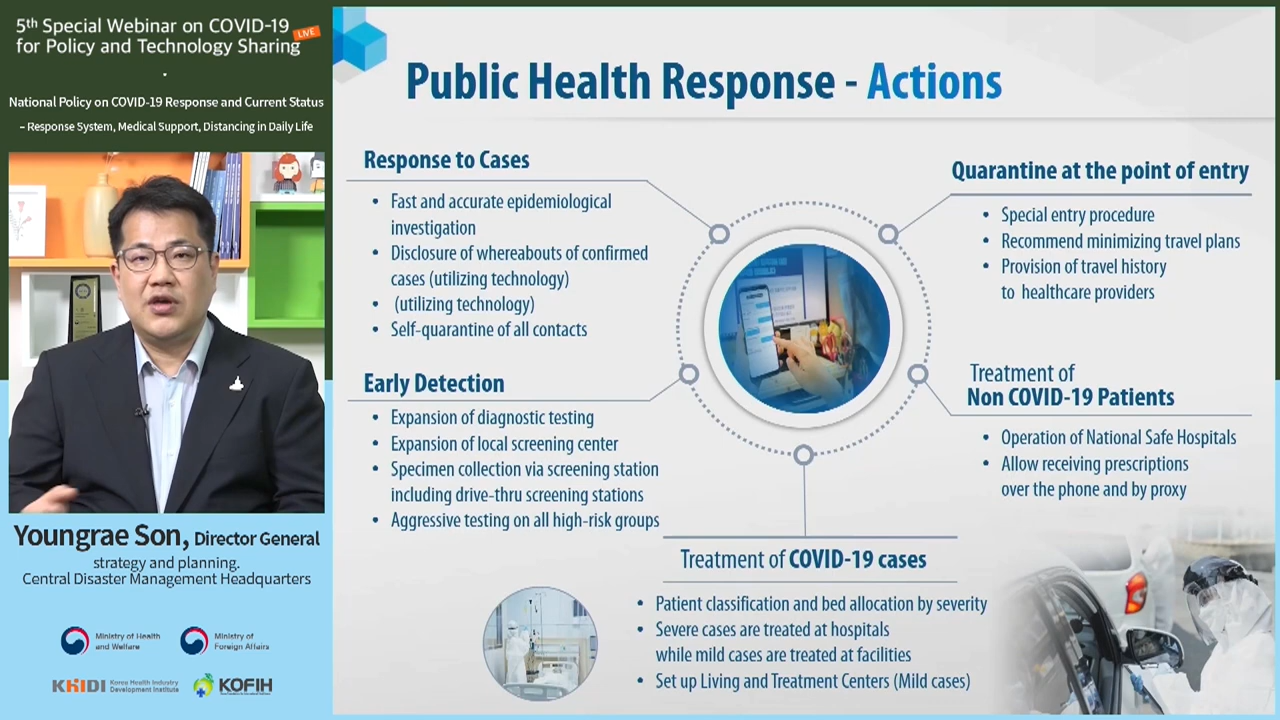 5th Special Webinar on COVID-19
for Policy and Technology Sharing
LIVE
National Policy on COVID-19 Response and Current Status
– Response System, Medical Support, Distancing in Daily Life
Youngrae Son, Director General
strategy and planning.
Central Disaster Management Headquarters
Ministry of Health
and Welfare
Ministry of
Foreign Affairs
KHIDI
Korea Health Industry
Development Institute
KOFIH
Public Health Response - Actions
Response to Cases
• Fast and accurate epidemiological
investigation
• Disclosure of whereabouts of confirmed
cases (utilizing technology)
• (utilizing technology)
• Self-quarantine of all contacts
Early Detection
• Expansion of diagnostic testing
• Expansion of local screening center
• Specimen collection via screening station
including drive-thru screening stations
• Aggressive testing on all high-risk groups
Quarantine at the point of entry
• Special entry procedure
• Recommend minimizing travel plans
• Provision of travel history
to healthcare providers
Treatment of
Non COVID-19 Patients
• Operation of National Safe Hospitals
• Allow receiving prescriptions
over the phone and by proxy
Treatment of COVID-19 cases
• Patient classification and bed allocation by severity
• Severe cases are treated at hospitals
while mild cases are treated at facilities
• Set up Living and Treatment Centers (Mild cases)